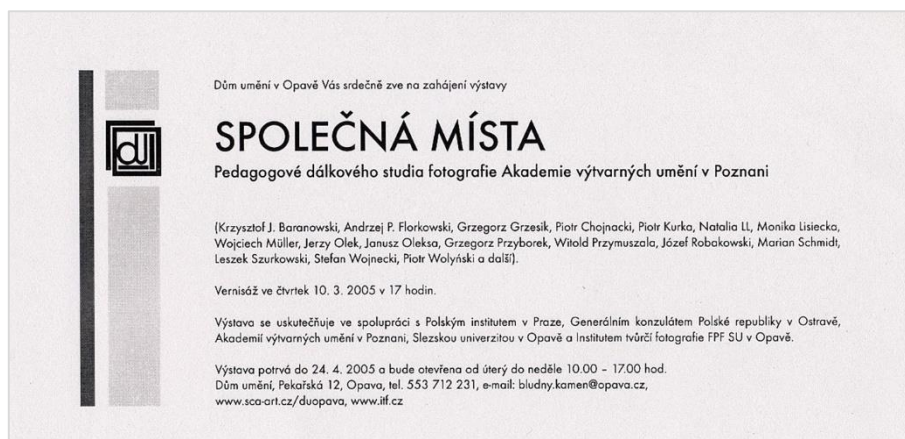 Dům umění v Opavě Vás srdečně zve na zahájení výstavy
du
SPOLEČNÁ MÍSTA
Pedagogové dálkového studia fotografie Akademie výtvarných umění v Poznani
(Krzysztof J. Baranowski, Andrzej P. Florkowski, Grzegorz Grzesik, Piotr Chojnacki, Piotr Kurka, Natalia LL, Monika Lisiecka,
Wojciech Müller, Jerzy Olek, Janusz Oleksa, Grzegorz Przyborek, Witold Przymuszala, Józef Robakowski, Marian Schmidt,
Leszek Szurkowski, Stefan Wojnecki, Piotr Wolyński a další).
Vernisáž ve čtvrtek 10. 3. 2005 v 17 hodin.
Výstava se uskutečňuje ve spolupráci s Polským institutem v Praze, Generálním konzulátem Polské republiky v Ostravě,
Akademií výtvarných umění v Poznani, Slezskou univerzitou v Opavě a Institutem tvůrčí fotografie FPF SU v Opavě.
Výstava potrvá do 24. 4. 2005 a bude otevřena od úterý do neděle 10.00 – 17.00 hod.
Dům umění, Pekařská 12, Opava, tel. 553 712 231, e-mail: bludny.kamen@opava.cz,
www.sca-art.cz/duopava, www.itf.cz